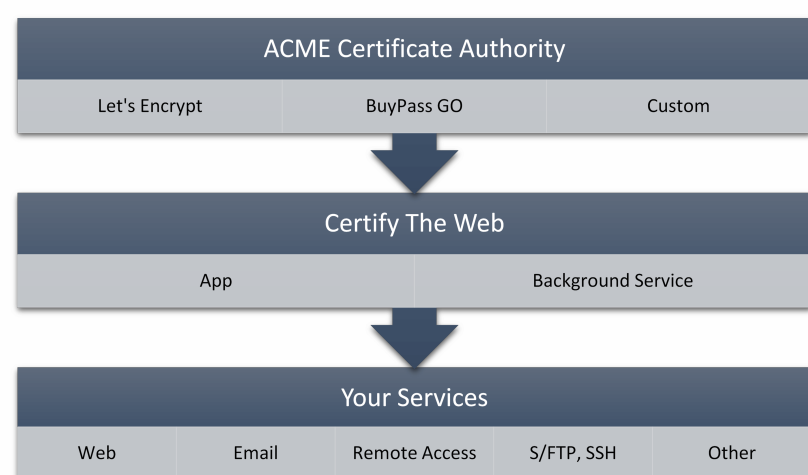 ACME Certificate Authority
Let's Encrypt BuyPass GO Custom
Certify The Web
App Background Service
Your Services
Web Email Remote Access S/FTP, SSH Other